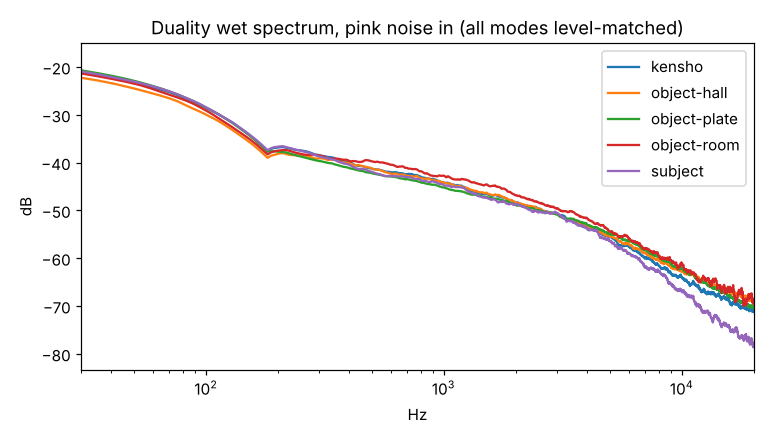 Duality wet spectrum, pink noise in (all modes level-matched)
kensho
object-hall
object-plate
object-room
subject
dB
−20
−30
−40
−50
−60
−70
−80
10²
10³
10⁴
Hz